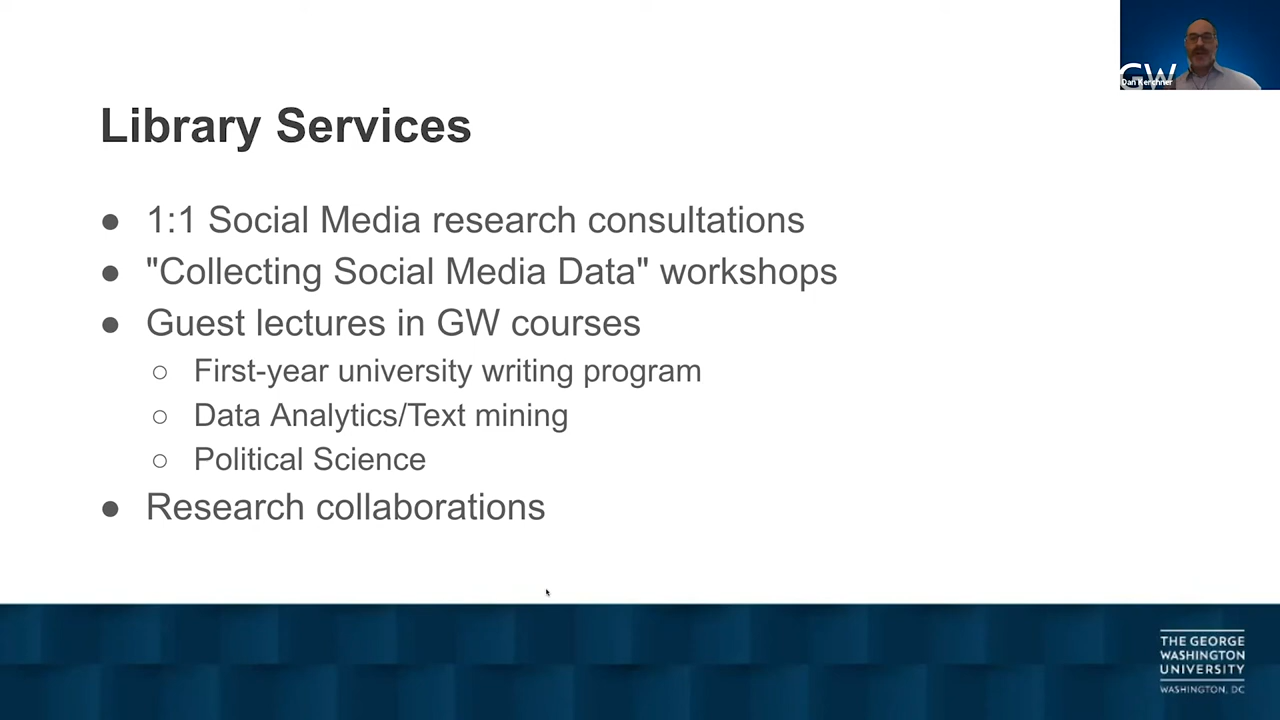 GW
Dan Kerchner
Library Services
● 1:1 Social Media research consultations
● "Collecting Social Media Data" workshops
● Guest lectures in GW courses
○ First-year university writing program
○ Data Analytics/Text mining
○ Political Science
● Research collaborations
THE GEORGE
WASHINGTON
UNIVERSITY
WASHINGTON, DC